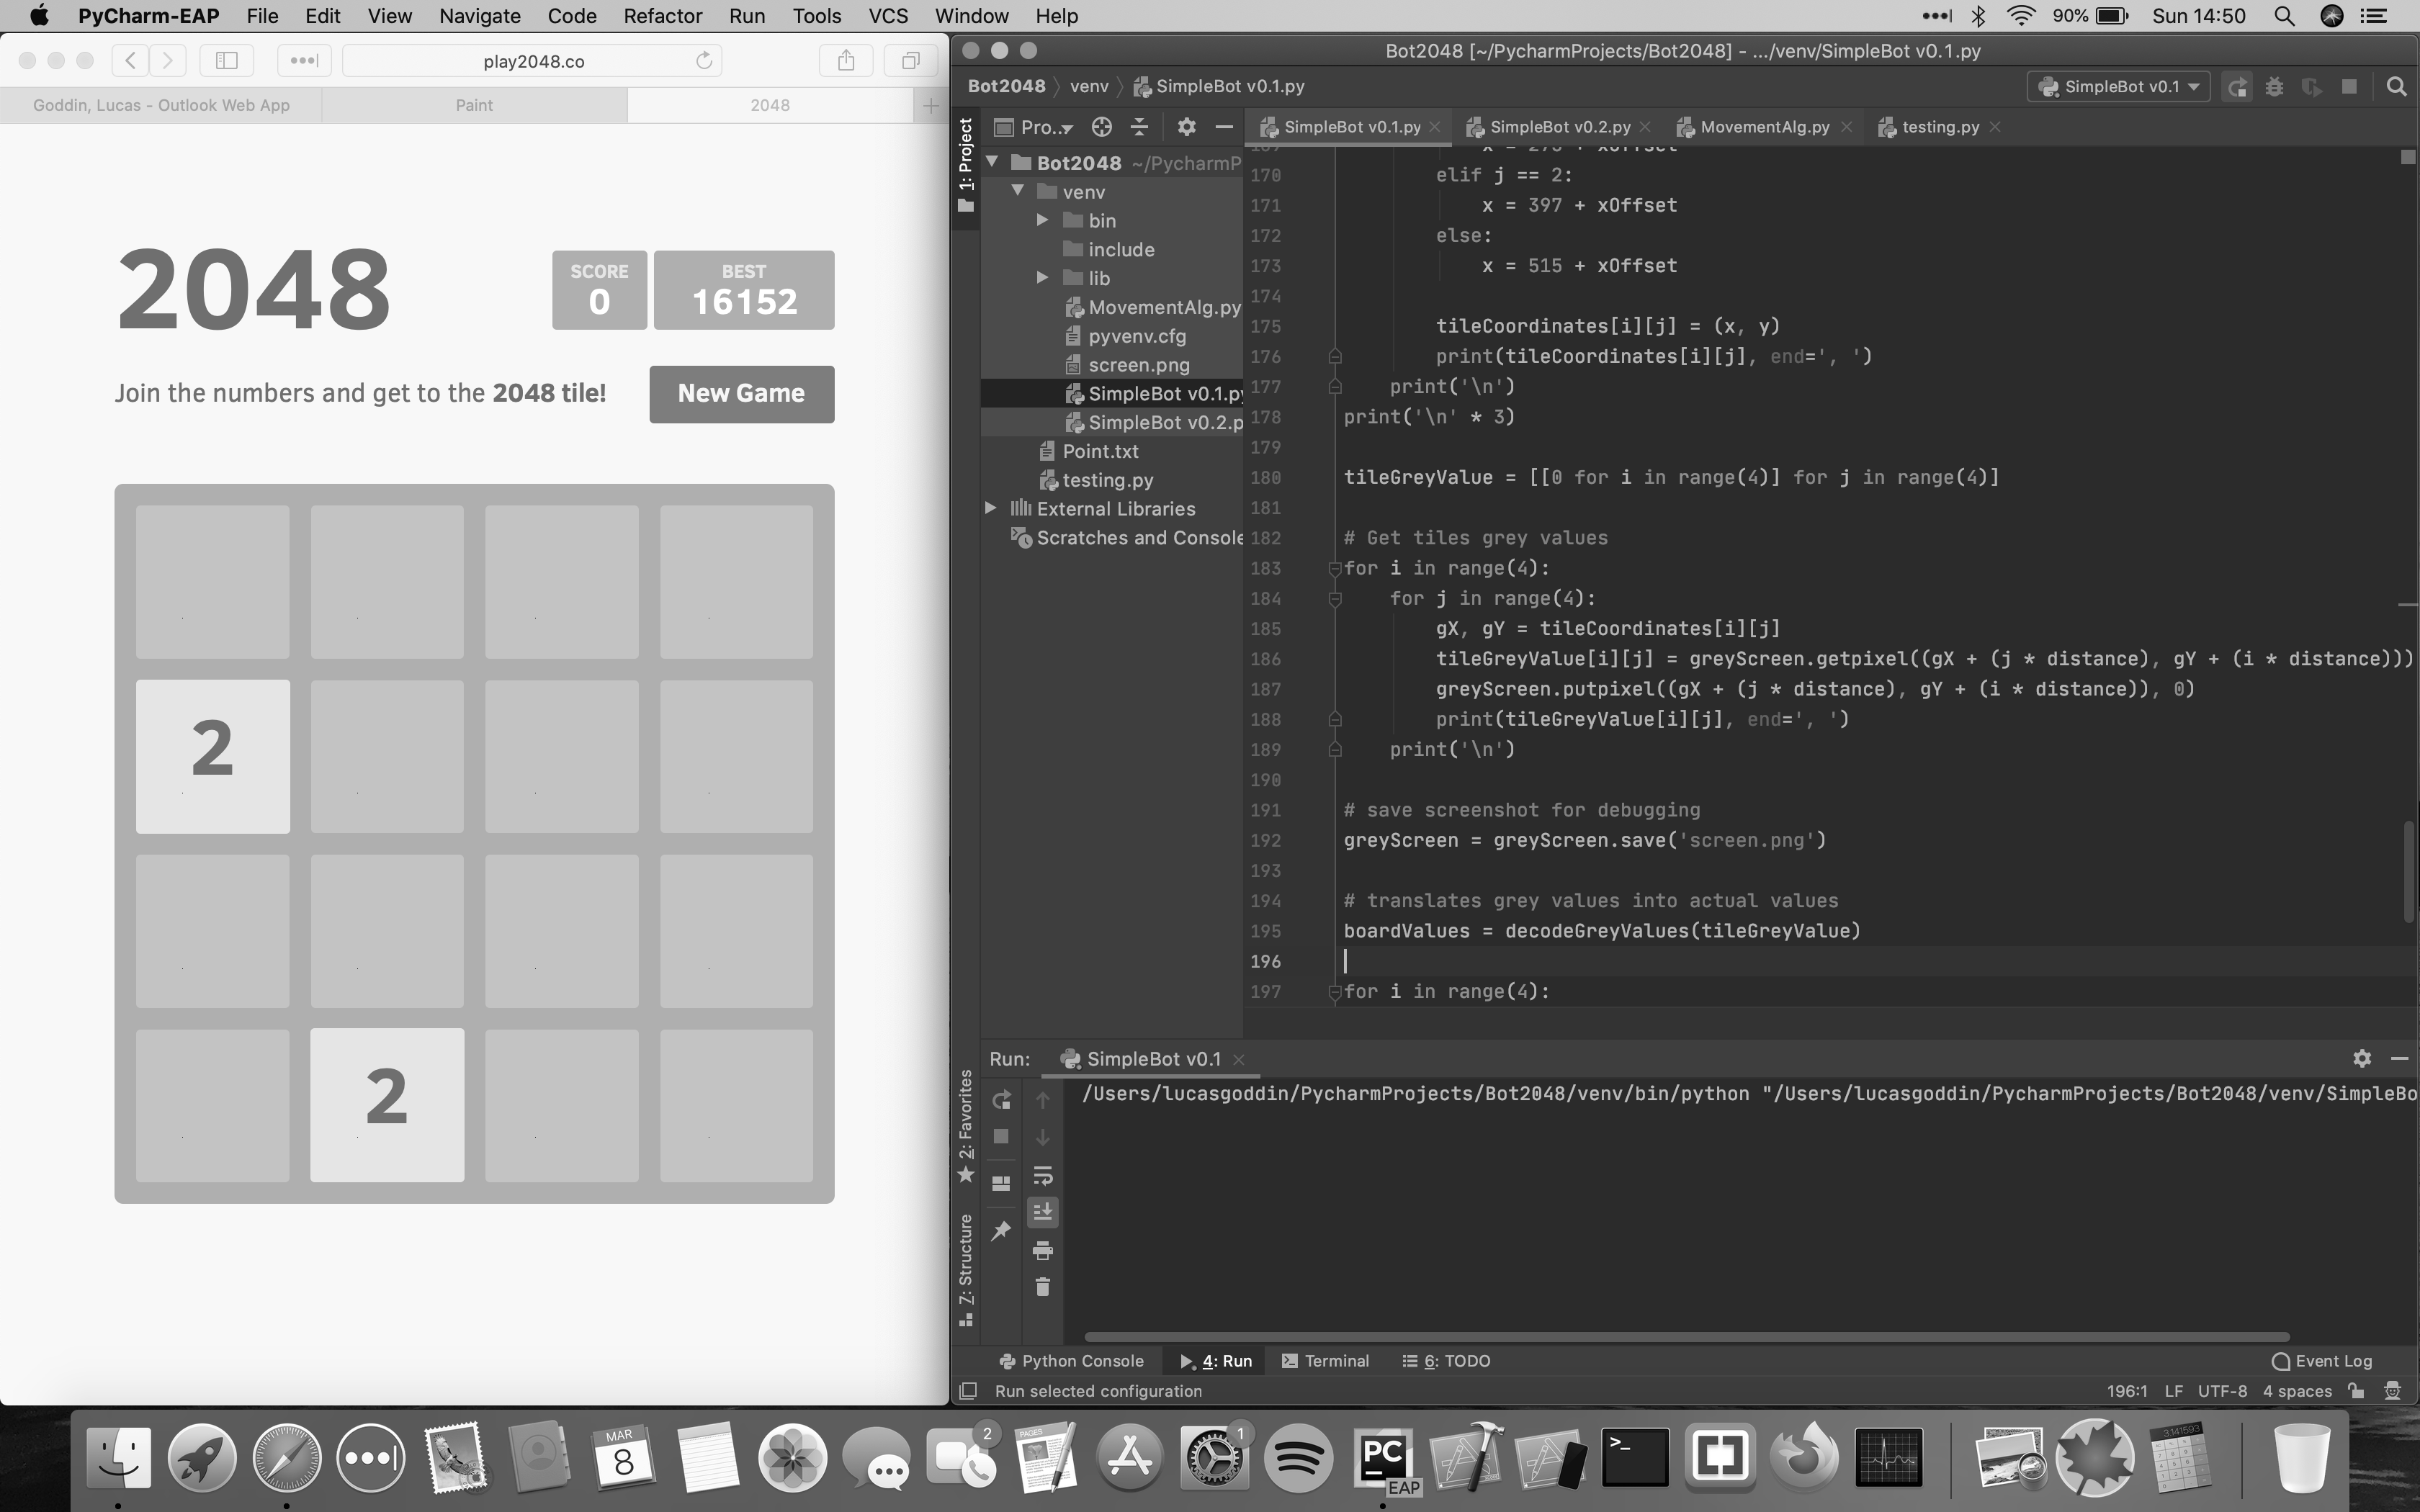 PyCharm-EAP File Edit View Navigate Code Refactor Run Tools VCS Window Help 90% Sun 14:50
play2048.co
Goddin, Lucas - Outlook Web App Paint 2048
2048
SCORE
0
BEST
16152
Join the numbers and get to the 2048 tile!
New Game
2
2
Bot2048 [~/PycharmProjects/Bot2048] - .../venv/SimpleBot v0.1.py
Bot2048 venv SimpleBot v0.1.py SimpleBot v0.1
1: Project
Pro..
SimpleBot v0.1.py SimpleBot v0.2.py MovementAlg.py testing.py
Bot2048 ~/PycharmP
venv
bin
include
lib
MovementAlg.py
pyvenv.cfg
screen.png
SimpleBot v0.1.py
SimpleBot v0.2.p
Point.txt
testing.py
External Libraries
Scratches and Console
170 elif j == 2:
171 x = 397 + xOffset
172 else:
173 x = 515 + xOffset
174
175 tileCoordinates[i][j] = (x, y)
176 print(tileCoordinates[i][j], end=', ')
177 print('\n')
178 print('\n' * 3)
179
180 tileGreyValue = [[0 for i in range(4)] for j in range(4)]
181
182 # Get tiles grey values
183 for i in range(4):
184 for j in range(4):
185 gX, gY = tileCoordinates[i][j]
186 tileGreyValue[i][j] = greyScreen.getpixel((gX + (j * distance), gY + (i * distance)))
187 greyScreen.putpixel((gX + (j * distance), gY + (i * distance)), 0)
188 print(tileGreyValue[i][j], end=', ')
189 print('\n')
190
191 # save screenshot for debugging
192 greyScreen = greyScreen.save('screen.png')
193
194 # translates grey values into actual values
195 boardValues = decodeGreyValues(tileGreyValue)
196
197 for i in range(4):
2: Favorites
7: Structure
Run: SimpleBot v0.1
/Users/lucasgoddin/PycharmProjects/Bot2048/venv/bin/python "/Users/lucasgoddin/PycharmProjects/Bot2048/venv/SimpleBo
Python Console 4: Run Terminal 6: TODO Event Log
Run selected configuration 196:1 LF UTF-8 4 spaces
MAR
8
2
PAGES
1
PC
EAP
>_
3.141593